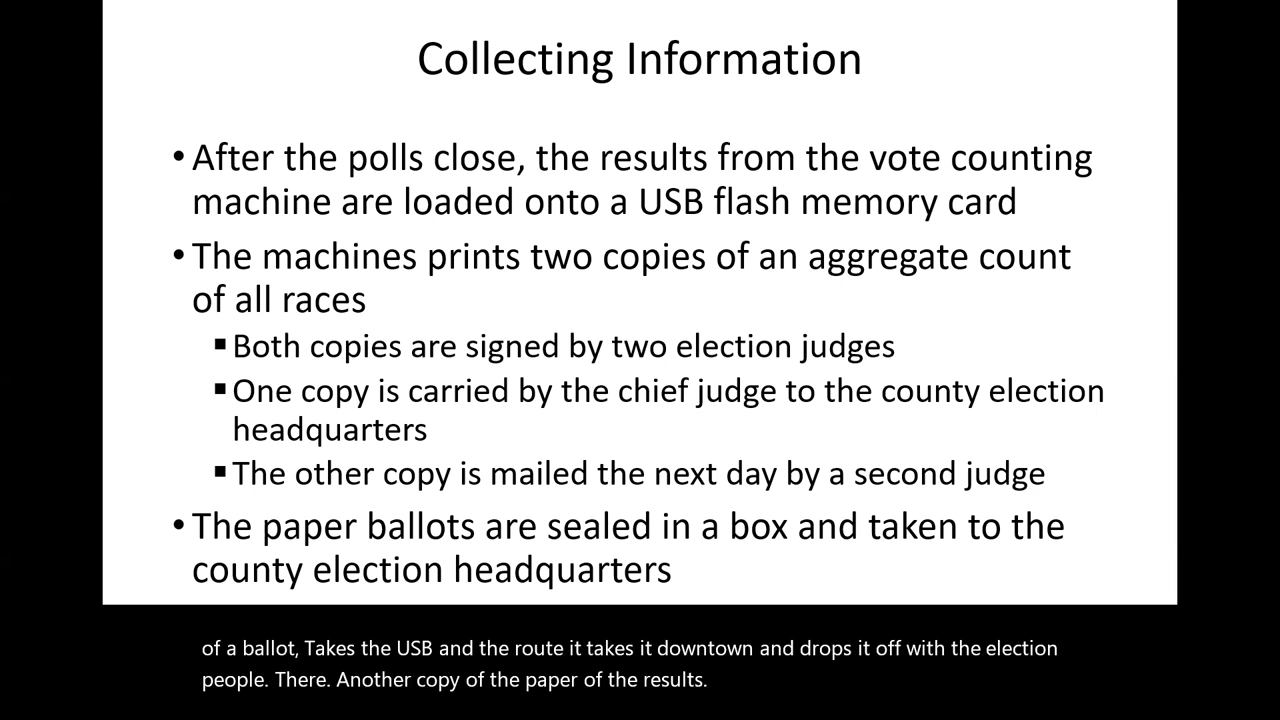 Collecting Information
• After the polls close, the results from the vote counting
machine are loaded onto a USB flash memory card
• The machines prints two copies of an aggregate count
of all races
▪ Both copies are signed by two election judges
▪ One copy is carried by the chief judge to the county election
headquarters
▪ The other copy is mailed the next day by a second judge
• The paper ballots are sealed in a box and taken to the
county election headquarters
of a ballot, Takes the USB and the route it takes it downtown and drops it off with the election
people. There. Another copy of the paper of the results.